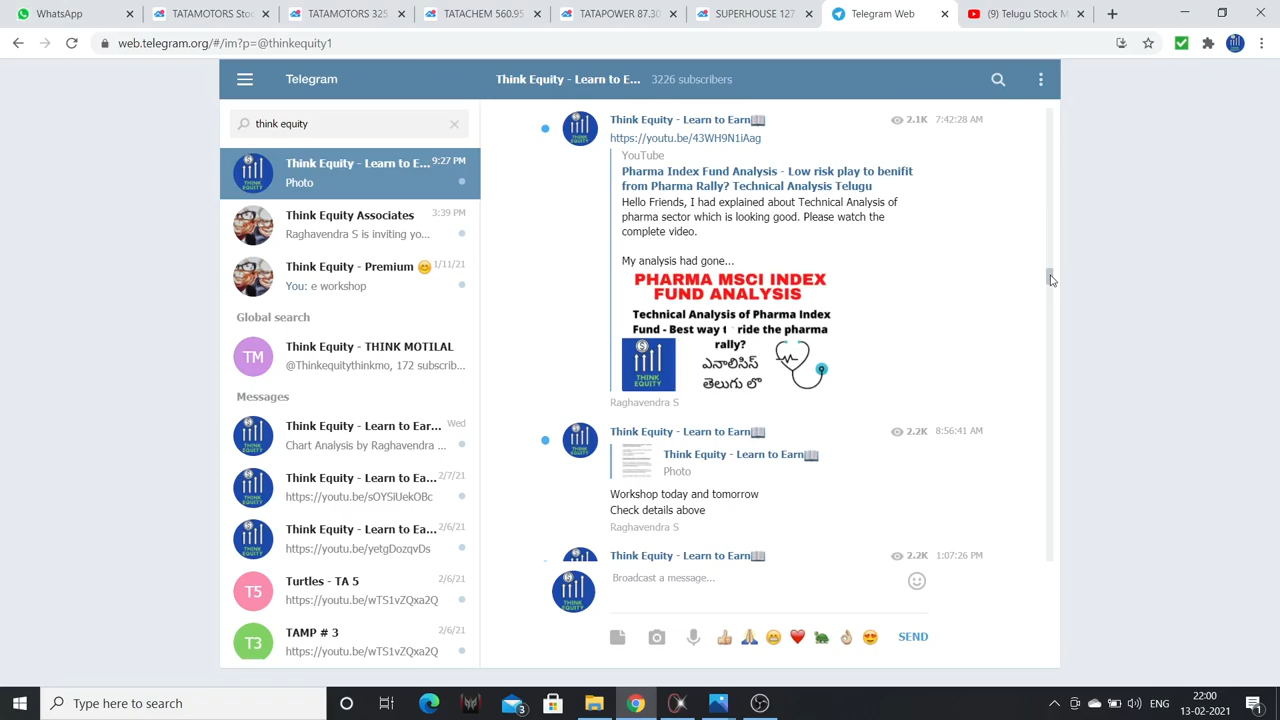 WhatsApp
TATAMOTORS Stoc
TATAMOTORS 325
TATACHEM 560.95
TATAPOWER 87.30
SUPERHOUSE 127
Telegram Web
(9) Telugu Stock M
web.telegram.org/#/im?p=@thinkequity1
Telegram
Think Equity - Learn to E... 3226 subscribers
think equity
Think Equity - Learn to E... 9:27 PM
Photo
Think Equity Associates 3:39 PM
Raghavendra S is inviting yo...
Think Equity - Premium 😊 1/11/21
You: e workshop
Global search
TM
Think Equity - THINK MOTILAL
@Thinkequitythinkmo, 172 subscrib...
Messages
Think Equity - Learn to Ear... Wed
Chart Analysis by Raghavendra ...
Think Equity - Learn to Ea... 2/7/21
https://youtu.be/sOYSiUekOBc
Think Equity - Learn to Ea... 2/6/21
https://youtu.be/yetgDozqvDs
T5
Turtles - TA 5 2/6/21
https://youtu.be/wTS1vZQxa2Q
T3
TAMP # 3 2/6/21
https://youtu.be/wTS1vZQxa2Q
Think Equity - Learn to Earn📖 2.1K 7:42:28 AM
https://youtu.be/43WH9N1iAag
YouTube
Pharma Index Fund Analysis - Low risk play to benifit
from Pharma Rally? Technical Analysis Telugu
Hello Friends, I had explained about Technical Analysis of
pharma sector which is looking good. Please watch the
complete video.
My analysis had gone...
PHARMA MSCI INDEX
FUND ANALYSIS
Technical Analysis of Pharma Index
Fund - Best way t ride the pharma
rally?
THINK
EQUITY
ఎనాలిసిస్
తెలుగు లొ
Raghavendra S
Think Equity - Learn to Earn📖 2.2K 8:56:41 AM
Think Equity - Learn to Earn📖
Photo
Workshop today and tomorrow
Check details above
Raghavendra S
Think Equity - Learn to Earn📖 2.2K 1:07:26 PM
Broadcast a message...
SEND
Type here to search
3
ENG
22:00
13-02-2021
1